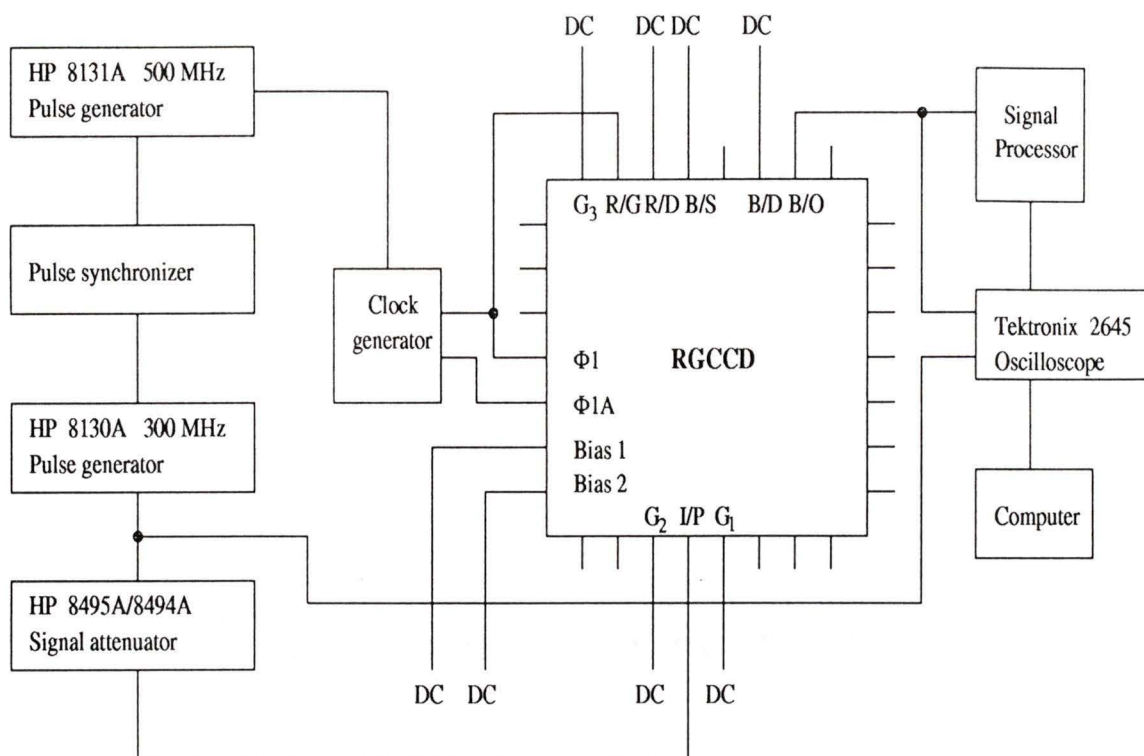 DC DC DC DC
HP 8131A 500 MHz
Pulse generator
Signal
Processor
G3 R/G R/D B/S B/D B/O
Pulse synchronizer
Clock
generator
Tektronix 2645
Oscilloscope
Φ1
RGCCD
Φ1A
HP 8130A 300 MHz
Pulse generator
Bias 1
Bias 2
G2 I/P G1
Computer
HP 8495A/8494A
Signal attenuator
DC DC DC DC